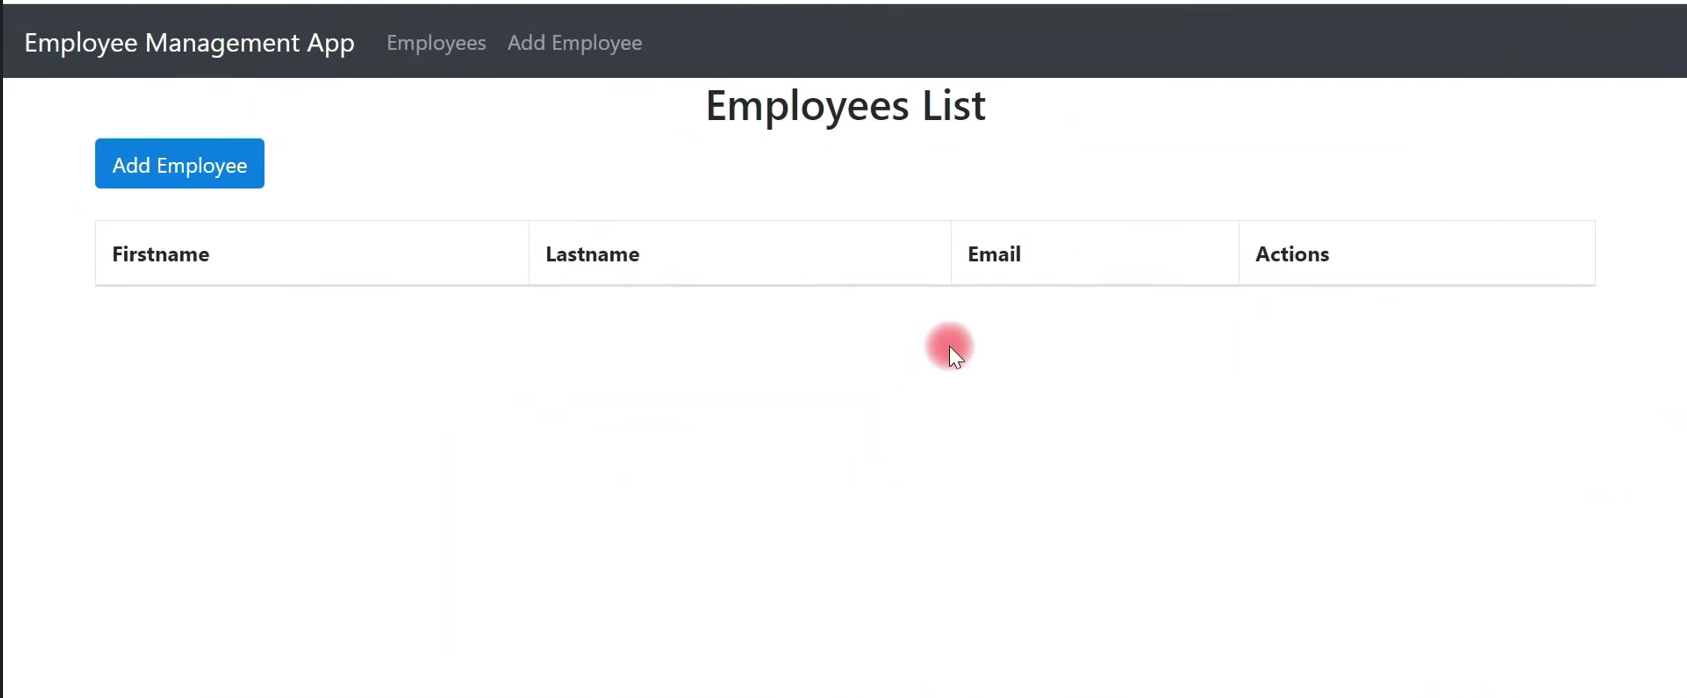 Employee Management App Employees Add Employee
Employees List
Add Employee
Firstname Lastname Email Actions